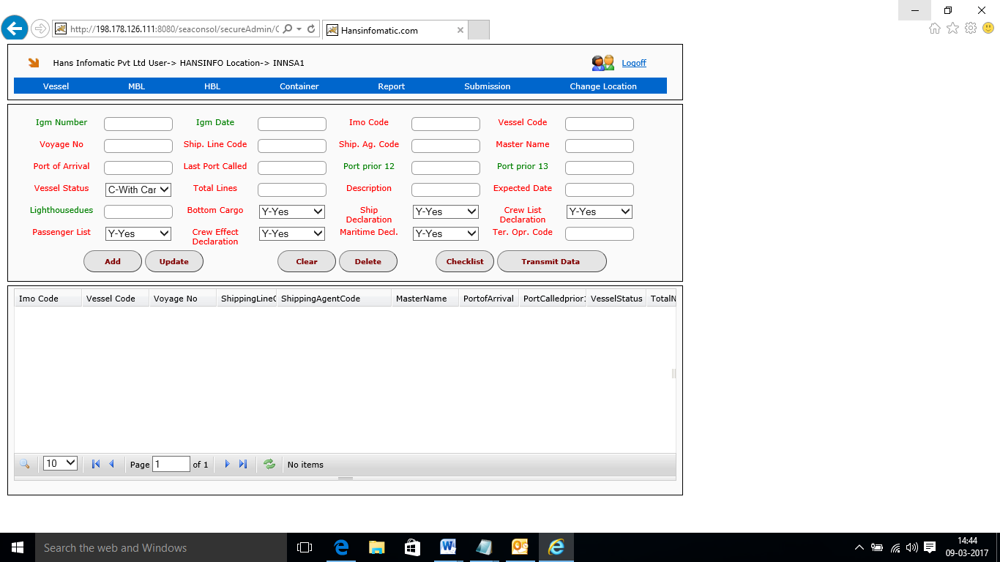 http://198.178.126.111:8080/seaconsol/secureAdmin/C
Hansinfomatic.com
Hans Infomatic Pvt Ltd User-> HANSINFO Location-> INNSA1
Logoff
Vessel MBL HBL Container Report Submission Change Location
Igm Number Igm Date Imo Code Vessel Code
Voyage No Ship. Line Code Ship. Ag. Code Master Name
Port of Arrival Last Port Called Port prior 12 Port prior 13
Vessel Status C-With Car Total Lines Description Expected Date
Lighthousedues Bottom Cargo Y-Yes Ship Declaration Y-Yes Crew List Declaration Y-Yes
Passenger List Y-Yes Crew Effect Declaration Y-Yes Maritime Decl. Y-Yes Ter. Opr. Code
Add Update Clear Delete Checklist Transmit Data
Imo Code Vessel Code Voyage No ShippingLineC ShippingAgentCode MasterName PortofArrival PortCalledprior1 VesselStatus TotalN
10 Page 1 of 1 No items
Search the web and Windows
14:44
09-03-2017